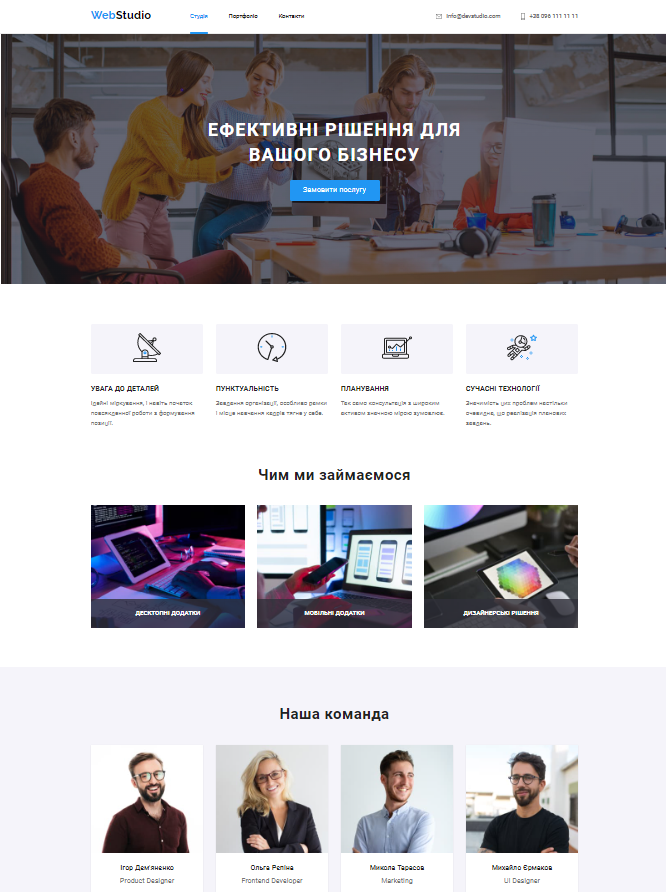 WebStudio
Студія Портфоліо Контакти
info@devstudio.com +38 096 111 11 11
ЕФЕКТИВНІ РІШЕННЯ ДЛЯ
ВАШОГО БІЗНЕСУ
Замовити послугу
УВАГА ДО ДЕТАЛЕЙ
Ідейні міркування, і навіть початок
повсякденної роботи з формування
позиції.
ПУНКТУАЛЬНІСТЬ
Завдання організації, особливо рамки
і місце навчання кадрів тягне у себе.
ПЛАНУВАННЯ
Так само консультація з широким
активом значною мірою зумовлює.
СУЧАСНІ ТЕХНОЛОГІЇ
Значимість цих проблем настільки
очевидна, що реалізація планових
завдань.
Чим ми займаємося
ДЕСКТОПНІ ДОДАТКИ
МОБІЛЬНІ ДОДАТКИ
ДИЗАЙНЕРСЬКІ РІШЕННЯ
Наша команда
Ігор Дем'яненко
Product Designer
Ольга Рєпіна
Frontend Developer
Микола Тарасов
Marketing
Михайло Єрмаков
UI Designer